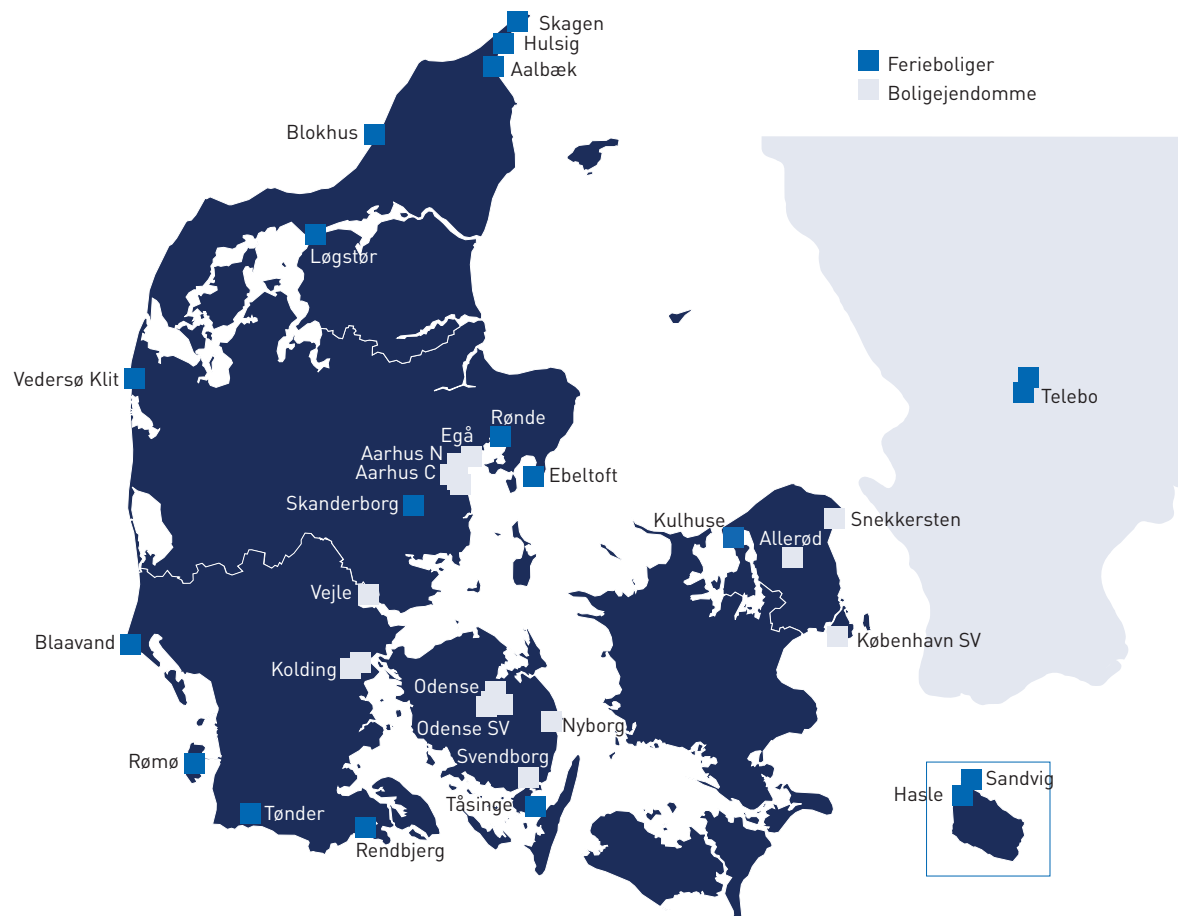 Skagen
Hulsig
Aalbæk
Ferieboliger
Boligejendomme
Blokhus
Løgstør
Vedersø Klit
Telebo
Rønde
Egå
Aarhus N
Aarhus C
Ebeltoft
Skanderborg
Kulhuse
Snekkersten
Allerød
Vejle
Blaavand
København SV
Kolding
Odense
Odense SV
Nyborg
Svendborg
Rømø
Sandvig
Hasle
Tåsinge
Tønder
Rendbjerg